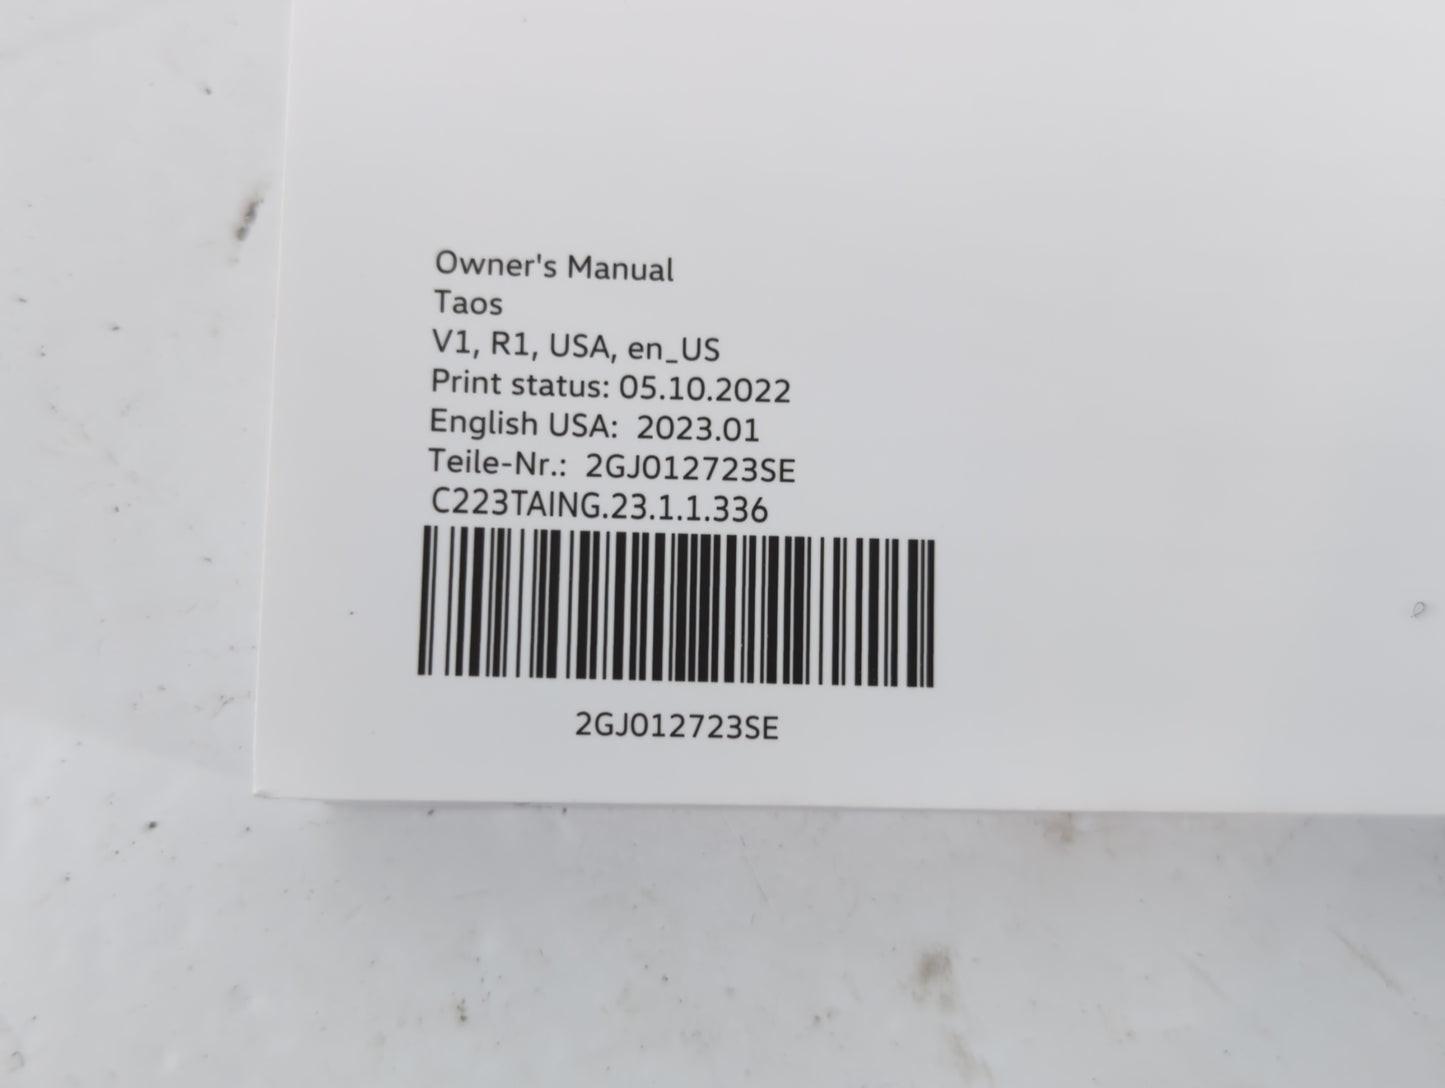 Owner's Manual
Taos
V1, R1, USA, en_US
Print status: 05.10.2022
English USA: 2023.01
Teile-Nr.: 2GJ012723SE
C223TAING.23.1.1.336
2GJ012723SE